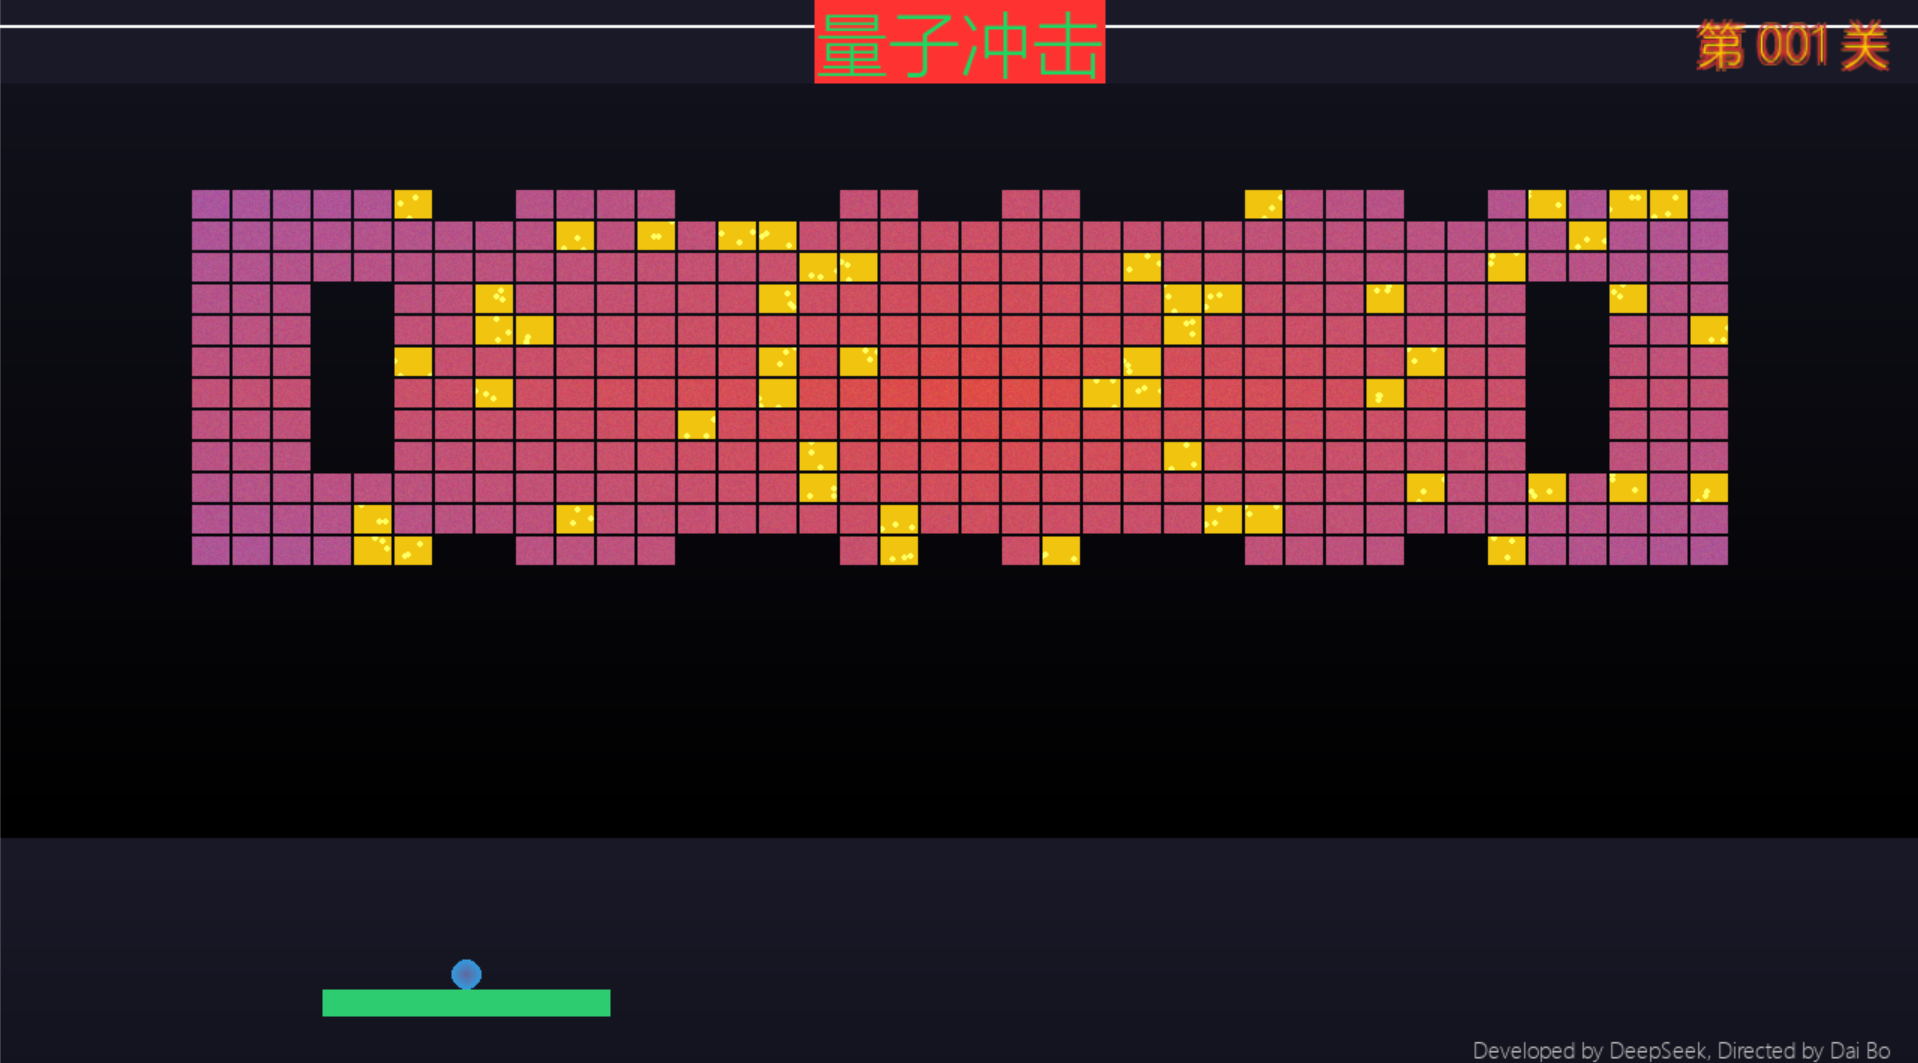 量子冲击
第 001 关
Developed by DeepSeek, Directed by Dai Bo